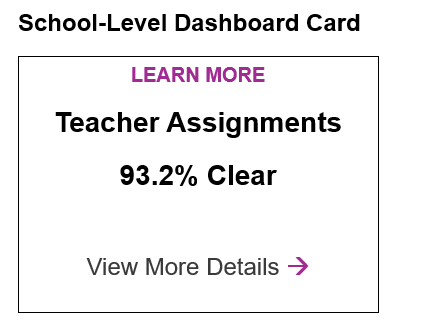 School-Level Dashboard Card
LEARN MORE
Teacher Assignments
93.2% Clear
View More Details →